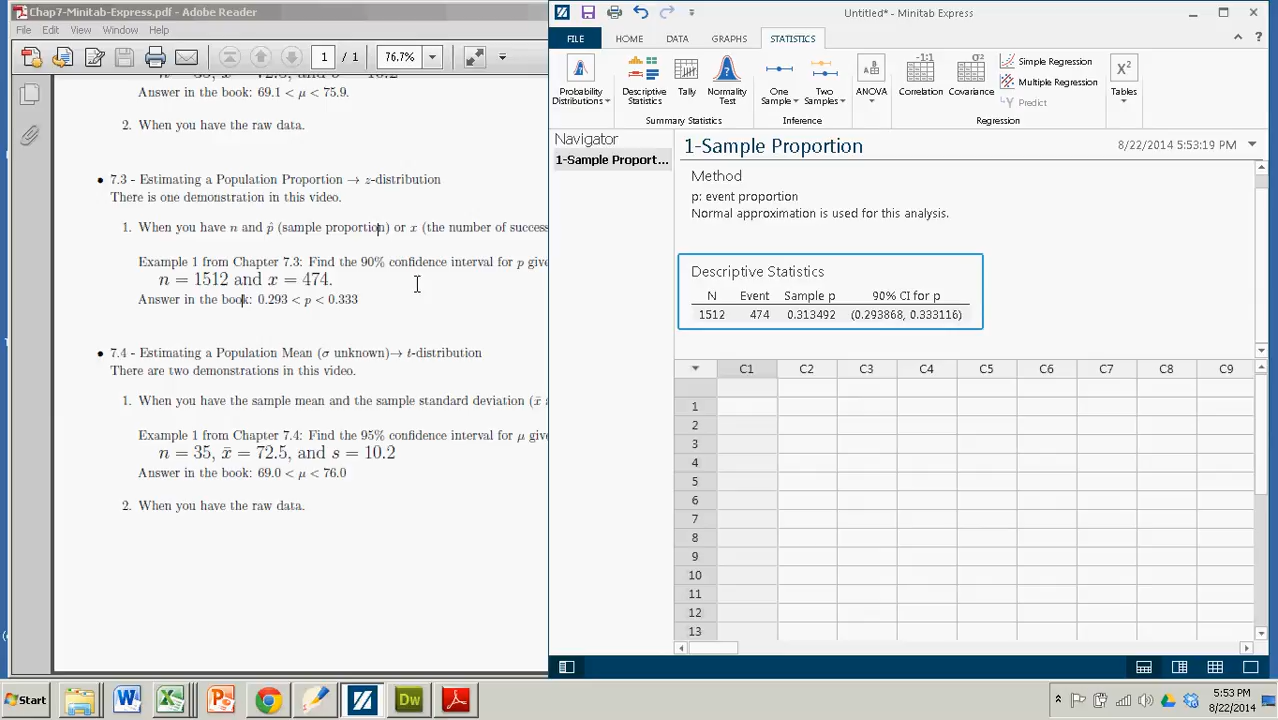 Chap7-Minitab-Express.pdf - Adobe Reader
File Edit View Window Help
1 / 1 76.7%
Answer in the book: 69.1 < μ < 75.9.
2. When you have the raw data.
• 7.3 - Estimating a Population Proportion → z-distribution
There is one demonstration in this video.
1. When you have n and p̂ (sample proportion) or x (the number of success
Example 1 from Chapter 7.3: Find the 90% confidence interval for p give
n = 1512 and x = 474.
Answer in the book: 0.293 < p < 0.333
• 7.4 - Estimating a Population Mean (σ unknown)→ t-distribution
There are two demonstrations in this video.
1. When you have the sample mean and the sample standard deviation (x̄
Example 1 from Chapter 7.4: Find the 95% confidence interval for μ give
n = 35, x̄ = 72.5, and s = 10.2
Answer in the book: 69.0 < μ < 76.0
2. When you have the raw data.
Untitled* - Minitab Express
FILE HOME DATA GRAPHS STATISTICS
Probability Distributions
Descriptive Statistics
Tally
Normality Test
One Sample
Two Samples
ANOVA
Correlation
Covariance
Simple Regression
Multiple Regression
Predict
Tables
Summary Statistics Inference Regression
Navigator
1-Sample Proport...
1-Sample Proportion
8/22/2014 5:53:19 PM
Method
p: event proportion
Normal approximation is used for this analysis.
Descriptive Statistics
N Event Sample p 90% CI for p
1512 474 0.313492 (0.293868, 0.333116)
C1 C2 C3 C4 C5 C6 C7 C8 C9
1
2
3
4
5
6
7
8
9
10
11
12
13
Start
5:53 PM
8/22/2014